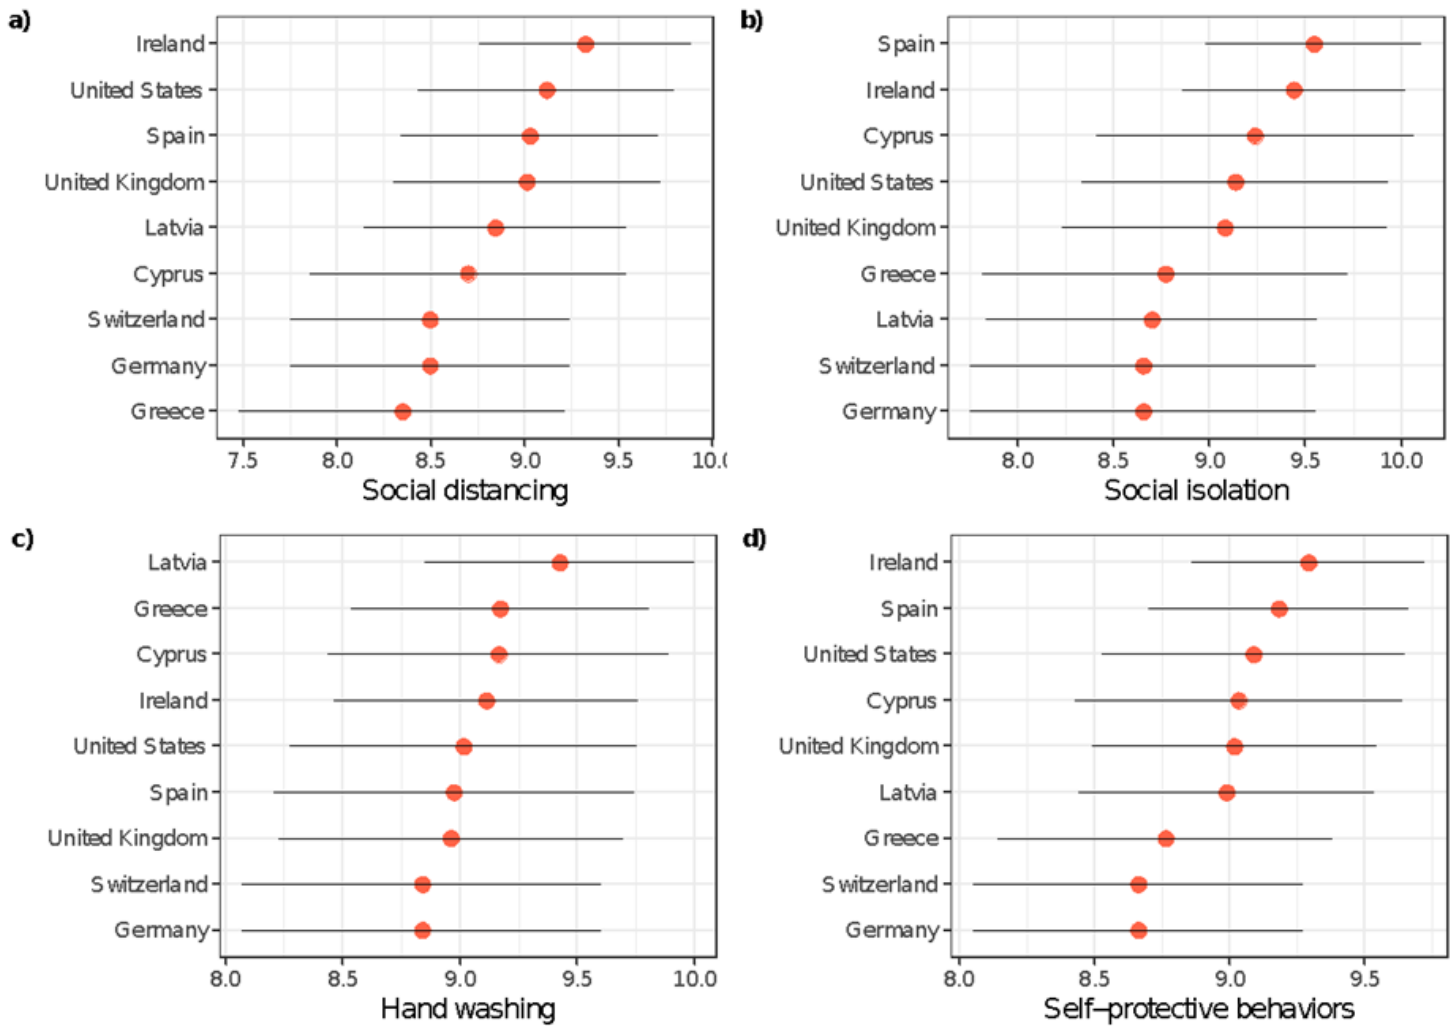 a)
Ireland
United States
Spain
United Kingdom
Latvia
Cyprus
Switzerland
Germany
Greece
7.5 8.0 8.5 9.0 9.5 10.0
Social distancing
b)
Spain
Ireland
Cyprus
United States
United Kingdom
Greece
Latvia
Switzerland
Germany
8.0 8.5 9.0 9.5 10.0
Social isolation
c)
Latvia
Greece
Cyprus
Ireland
United States
Spain
United Kingdom
Switzerland
Germany
8.0 8.5 9.0 9.5 10.0
Hand washing
d)
Ireland
Spain
United States
Cyprus
United Kingdom
Latvia
Greece
Switzerland
Germany
8.0 8.5 9.0 9.5
Self–protective behaviors